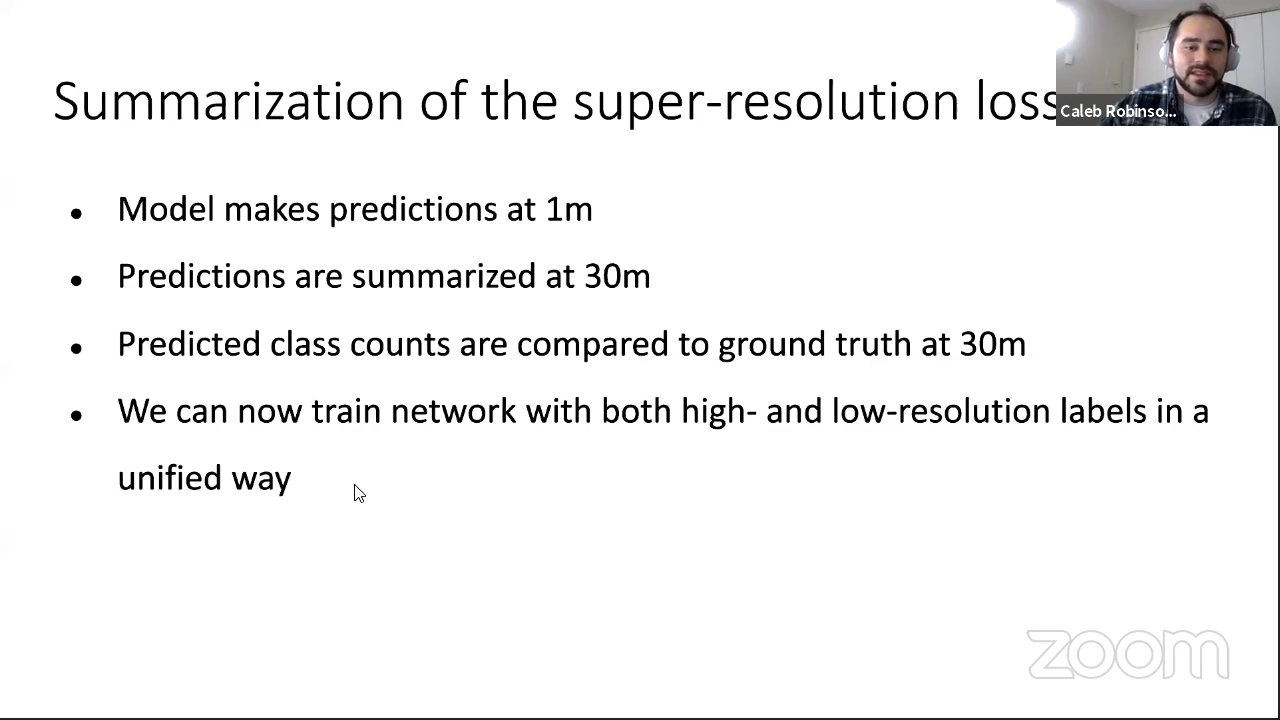 Summarization of the super-resolution loss
Caleb Robinso...
• Model makes predictions at 1m
• Predictions are summarized at 30m
• Predicted class counts are compared to ground truth at 30m
• We can now train network with both high- and low-resolution labels in a
unified way
zoom